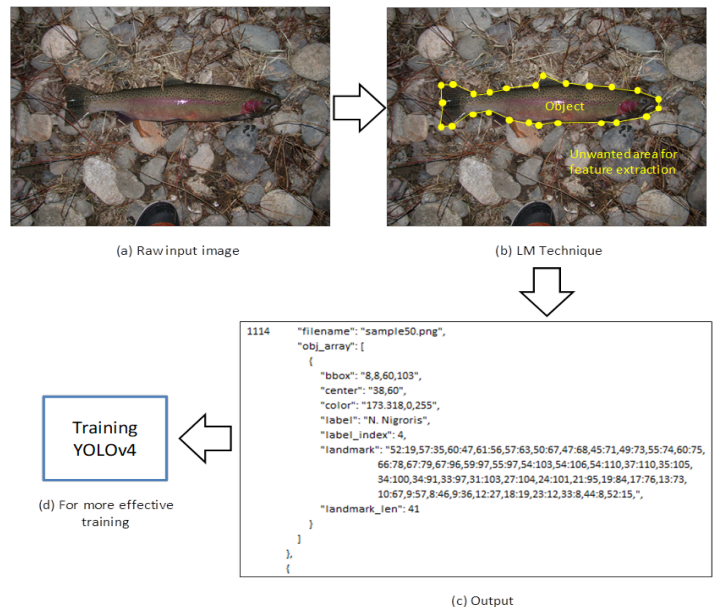 Object
Unwanted area for
feature extraction
(a) Raw input image
(b) LM Technique
1114 "filename": "sample50.png",
"obj_array": [
{
"bbox": "8,8,60,103",
"center": "38,60",
"color": "173.318,0,255",
"label": "N. Nigroris",
"label_index": 4,
"landmark": "52:19,57:35,60:47,61:56,57:63,50:67,47:68,45:71,49:73,55:74,60:75,
66:78,67:79,67:96,59:97,55:97,54:103,54:106,54:110,37:110,35:105,
34:100,34:91,33:97,31:103,27:104,24:101,21:95,19:84,17:76,13:73,
10:67,9:57,8:46,9:36,12:27,18:19,23:12,33:8,44:8,52:15,",
"landmark_len": 41
}
]
},
{
(c) Output
Training
YOLOv4
(d) For more effective
training